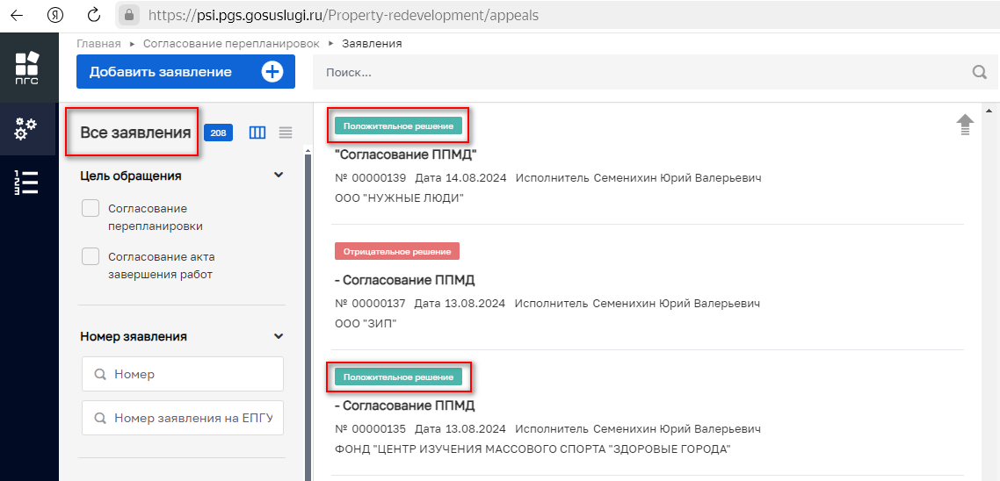 https://psi.pgs.gosuslugi.ru/Property-redevelopment/appeals
Главная ▸ Согласование перепланировок ▸ Заявления
ПГС
Добавить заявление
Поиск...
Все заявления 208
Цель обращения
Согласование
перепланировки
Согласование акта
завершения работ
Номер зяавления
Номер
Номер заявления на ЕПГУ
Положительное решение
"Согласование ППМД"
№ 00000139 Дата 14.08.2024 Исполнитель Семенихин Юрий Валерьевич
ООО "НУЖНЫЕ ЛЮДИ"
Отрицательное решение
- Согласование ППМД
№ 00000137 Дата 13.08.2024 Исполнитель Семенихин Юрий Валерьевич
ООО "ЗИП"
Положительное решение
- Согласование ППМД
№ 00000135 Дата 13.08.2024 Исполнитель Семенихин Юрий Валерьевич
ФОНД "ЦЕНТР ИЗУЧЕНИЯ МАССОВОГО СПОРТА "ЗДОРОВЫЕ ГОРОДА"